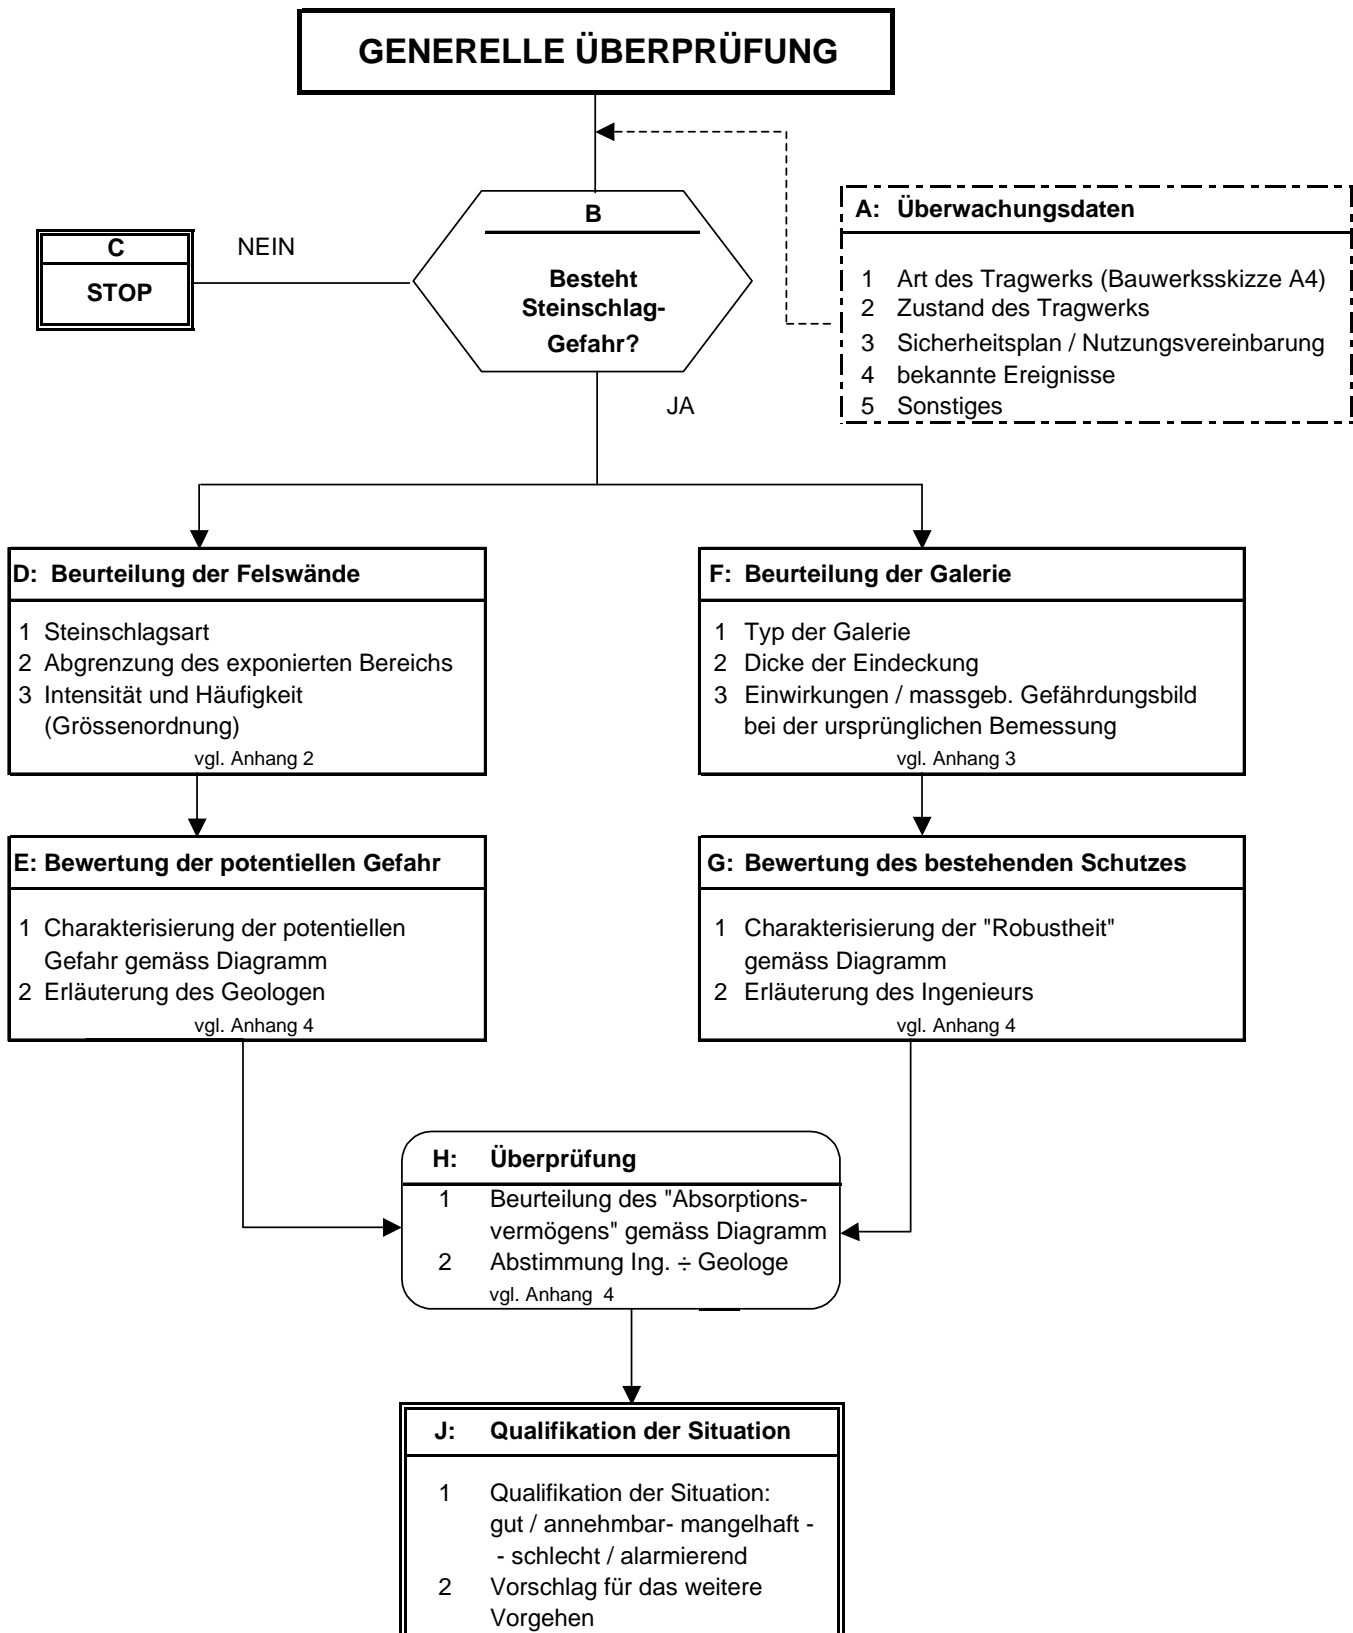 GENERELLE ÜBERPRÜFUNG
B
Besteht
Steinschlag-
Gefahr?
NEIN
C
STOP
JA
A: Überwachungsdaten
1 Art des Tragwerks (Bauwerksskizze A4)
2 Zustand des Tragwerks
3 Sicherheitsplan / Nutzungsvereinbarung
4 bekannte Ereignisse
5 Sonstiges
D: Beurteilung der Felswände
1 Steinschlagsart
2 Abgrenzung des exponierten Bereichs
3 Intensität und Häufigkeit
(Grössenordnung)
vgl. Anhang 2
F: Beurteilung der Galerie
1 Typ der Galerie
2 Dicke der Eindeckung
3 Einwirkungen / massgeb. Gefährdungsbild
bei der ursprünglichen Bemessung
vgl. Anhang 3
E: Bewertung der potentiellen Gefahr
1 Charakterisierung der potentiellen
Gefahr gemäss Diagramm
2 Erläuterung des Geologen
vgl. Anhang 4
G: Bewertung des bestehenden Schutzes
1 Charakterisierung der "Robustheit"
gemäss Diagramm
2 Erläuterung des Ingenieurs
vgl. Anhang 4
H: Überprüfung
1 Beurteilung des "Absorptions-
vermögens" gemäss Diagramm
2 Abstimmung Ing. ÷ Geologe
vgl. Anhang 4
J: Qualifikation der Situation
1 Qualifikation der Situation:
gut / annehmbar- mangelhaft -
- schlecht / alarmierend
2 Vorschlag für das weitere
Vorgehen